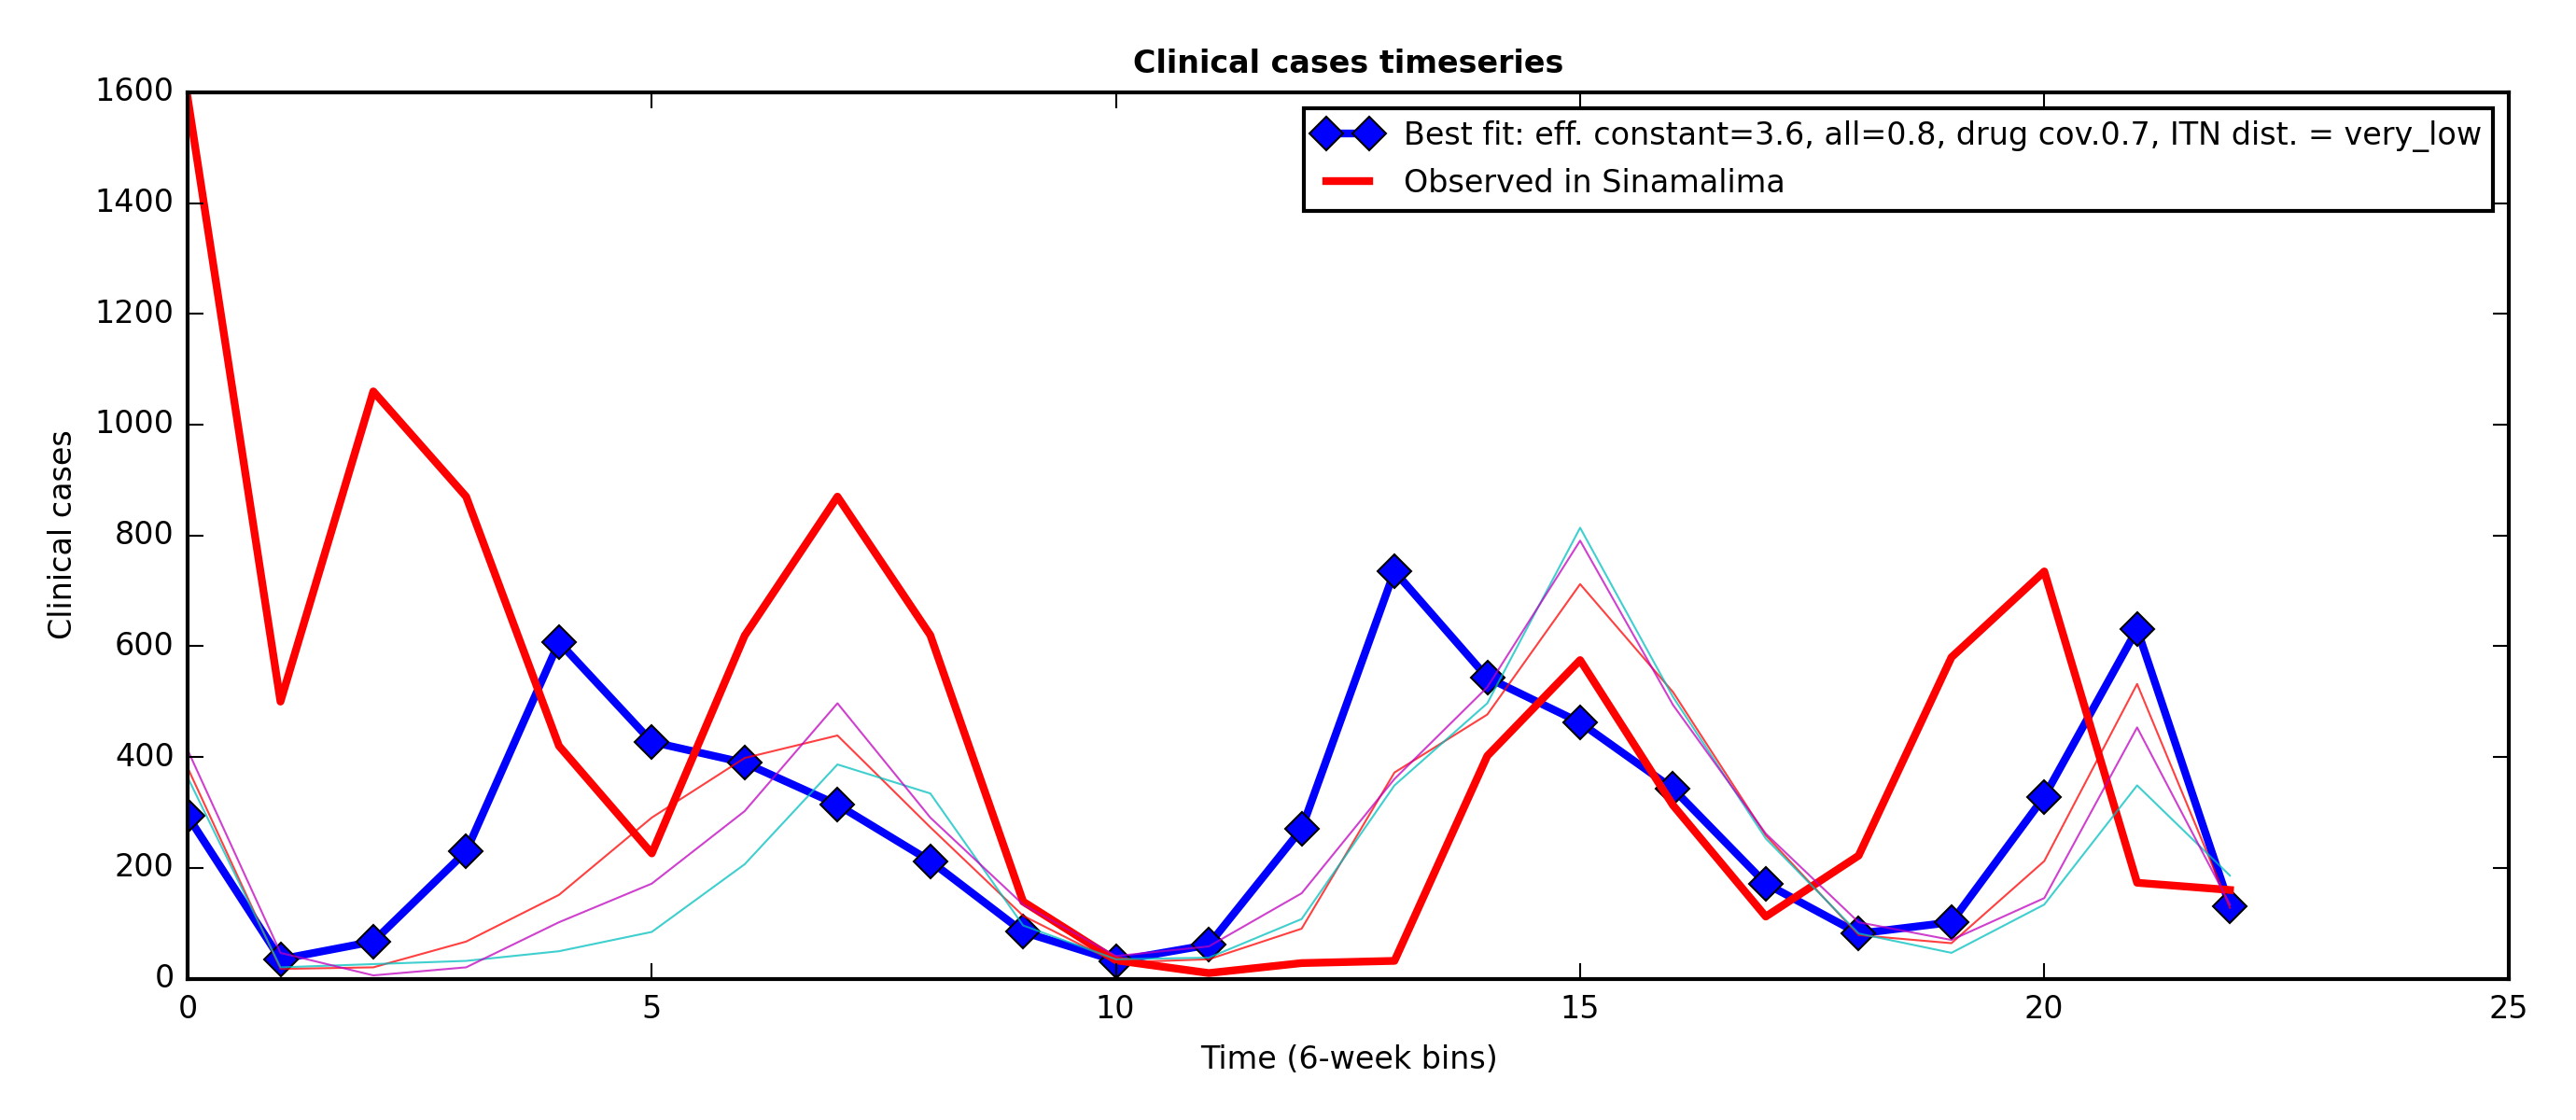 Clinical cases timeseries
1600
1400
1200
1000
800
600
400
200
0
Clinical cases
Best fit: eff. constant=3.6, all=0.8, drug cov.0.7, ITN dist. = very_low
Observed in Sinamalima
0 5 10 15 20 25
Time (6-week bins)